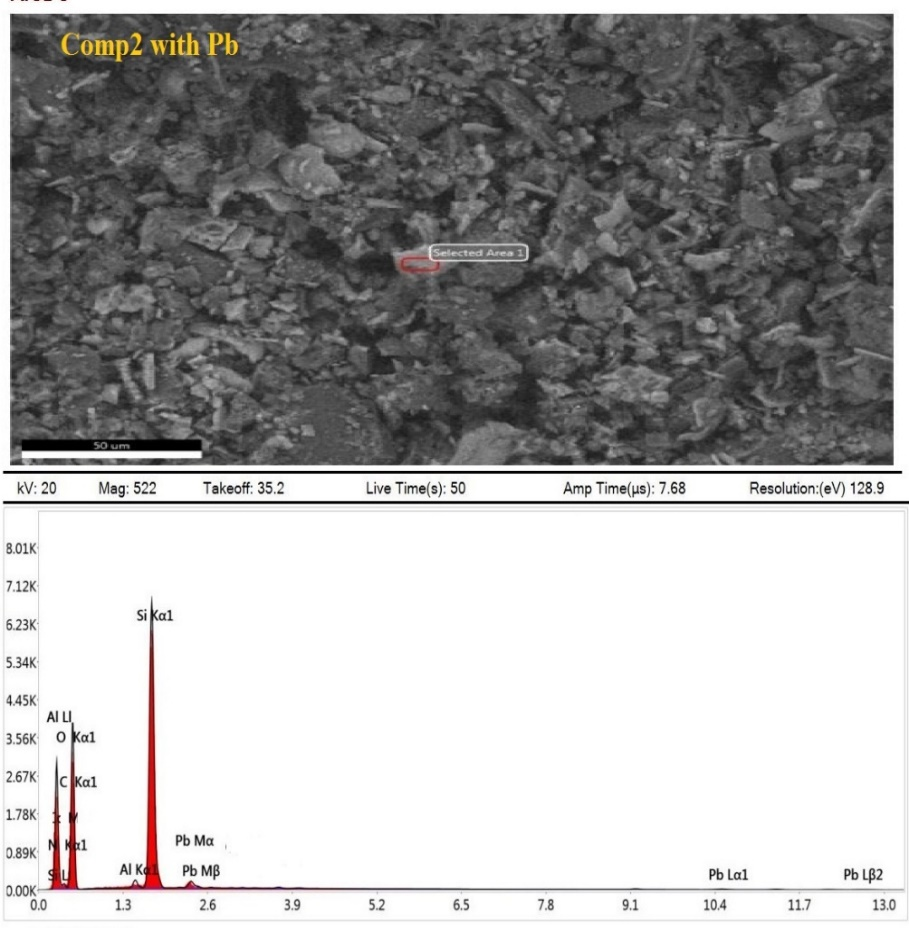 Comp2 with Pb
Selected Area 1
50 um
kV: 20 Mag: 522 Takeoff: 35.2 Live Time(s): 50 Amp Time(µs): 7.68 Resolution:(eV) 128.9
8.01K
7.12K
6.23K
5.34K
4.45K
3.56K
2.67K
1.78K
0.89K
0.00K
Si Kα1
Al Ll
O Kα1
C Kα1
N Kα1
Si L
Al Kα1
Pb Mα
Pb Mβ
Pb Lα1
Pb Lβ2
0.0 1.3 2.6 3.9 5.2 6.5 7.8 9.1 10.4 11.7 13.0